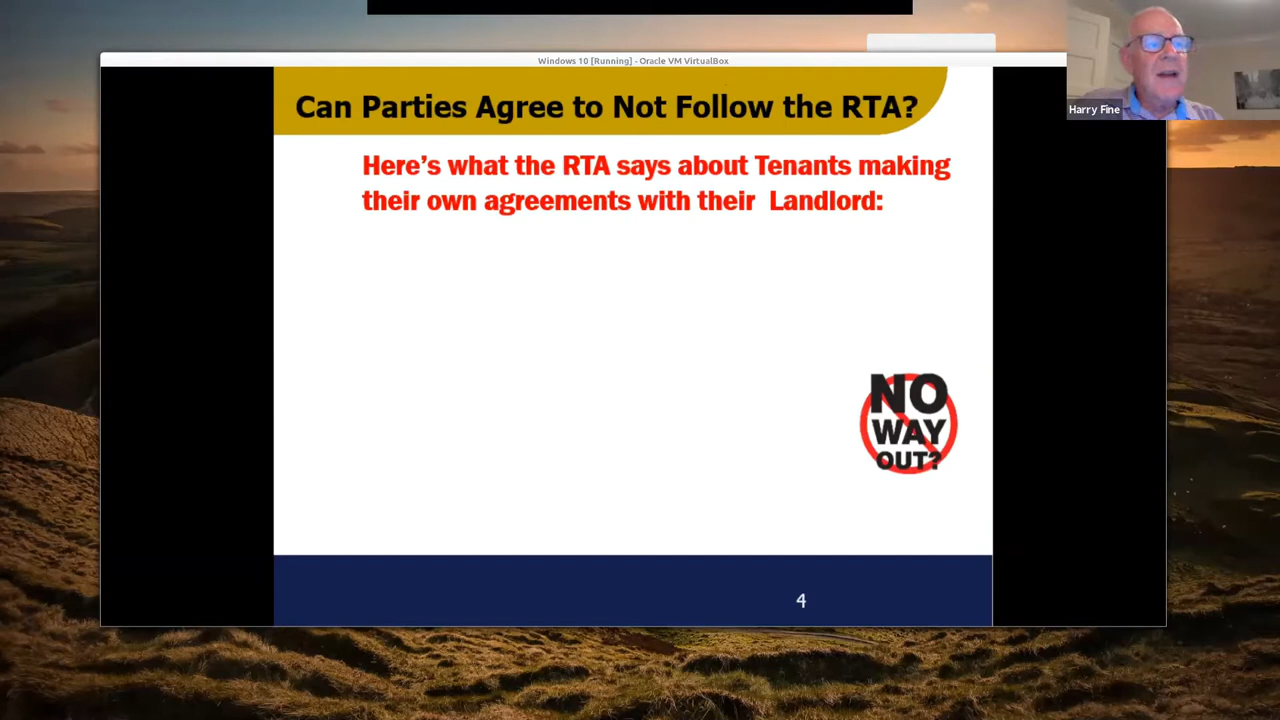 Windows 10 [Running] - Oracle VM VirtualBox
Harry Fine
Can Parties Agree to Not Follow the RTA?
Here's what the RTA says about Tenants making
their own agreements with their Landlord:
NO
WAY
OUT?
4